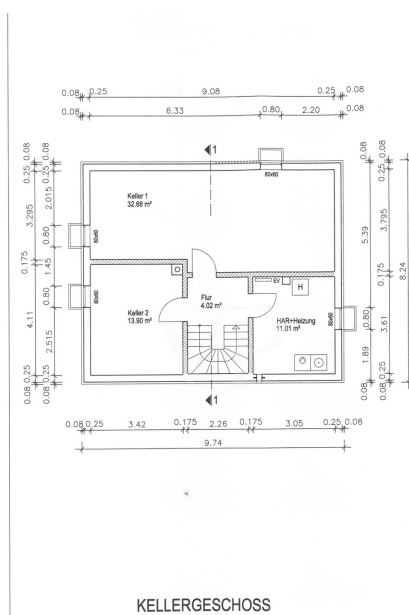 0.08 0.25 9.08 0.25 0.08
0.08 6.33 0.80 2.20 0.08
1
80x60
Keller 1
32.66 m²
0.08 0.25 3.295 0.175 4.11 0.25 0.08
0.08 0.25 2.015 0.80 1.45 0.80 2.515 0.25 0.08
80x60
80x60
0.08 5.39 0.80 1.89 0.08
0.08 0.25 3.795 0.175 3.61 0.25 0.08
8.24
EV
H
Flur
4.02 m²
Keller 2
13.90 m²
HAR+Heizung
11.01 m²
80x60
1
0.08 0.25 3.42 0.175 2.26 0.175 3.05 0.25 0.08
9.74
KELLERGESCHOSS